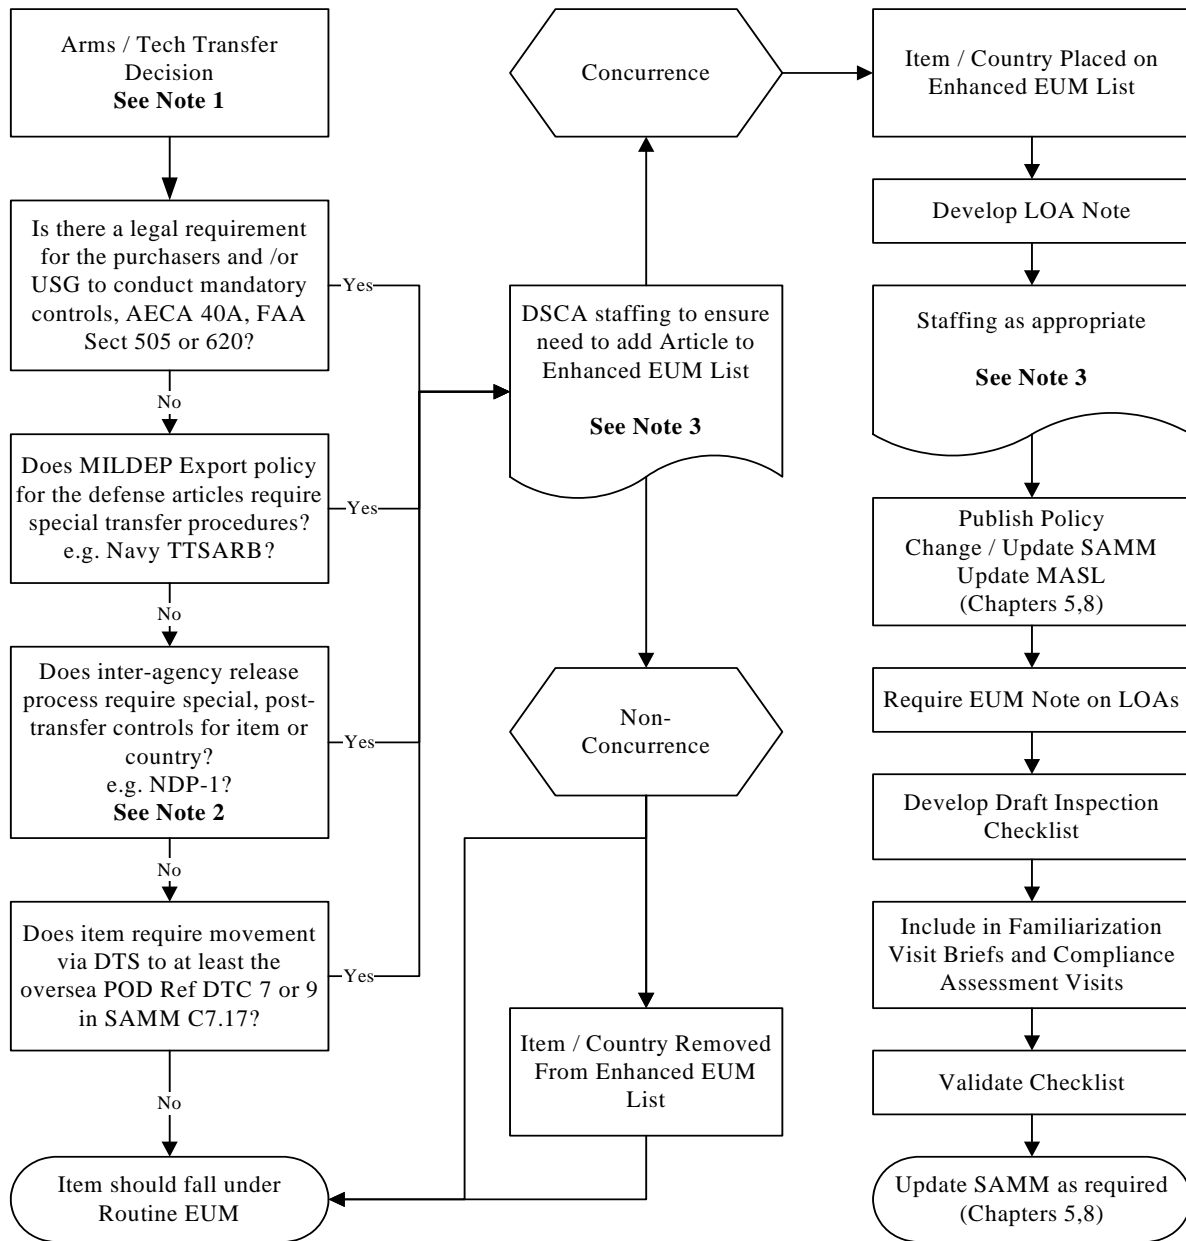 Arms / Tech Transfer
Decision
See Note 1
Is there a legal requirement
for the purchasers and /or
USG to conduct mandatory
controls, AECA 40A, FAA
Sect 505 or 620?
Yes
No
Does MILDEP Export policy
for the defense articles require
special transfer procedures?
e.g. Navy TTSARB?
Yes
No
Does inter-agency release
process require special, post-
transfer controls for item or
country?
e.g. NDP-1?
See Note 2
Yes
No
Does item require movement
via DTS to at least the
oversea POD Ref DTC 7 or 9
in SAMM C7.17?
Yes
No
Item should fall under
Routine EUM
Concurrence
DSCA staffing to ensure
need to add Article to
Enhanced EUM List
See Note 3
Non-
Concurrence
Item / Country Removed
From Enhanced EUM
List
Item / Country Placed on
Enhanced EUM List
Develop LOA Note
Staffing as appropriate
See Note 3
Publish Policy
Change / Update SAMM
Update MASL
(Chapters 5,8)
Require EUM Note on LOAs
Develop Draft Inspection
Checklist
Include in Familiarization
Visit Briefs and Compliance
Assessment Visits
Validate Checklist
Update SAMM as required
(Chapters 5,8)